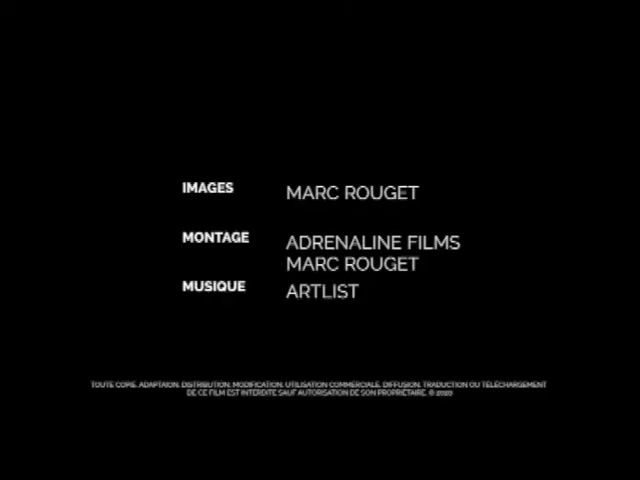 IMAGES MARC ROUGET
MONTAGE ADRENALINE FILMS
MARC ROUGET
MUSIQUE ARTLIST
TOUTE COPIE, ADAPTAION, DISTRIBUTION, MODIFICATION, UTILISATION COMMERCIALE, DIFFUSION, TRADUCTION OU TÉLÉCHARGEMENT
DE CE FILM EST INTERDITE SAUF AUTORISATION DE SON PROPRIÉTAIRE. ©